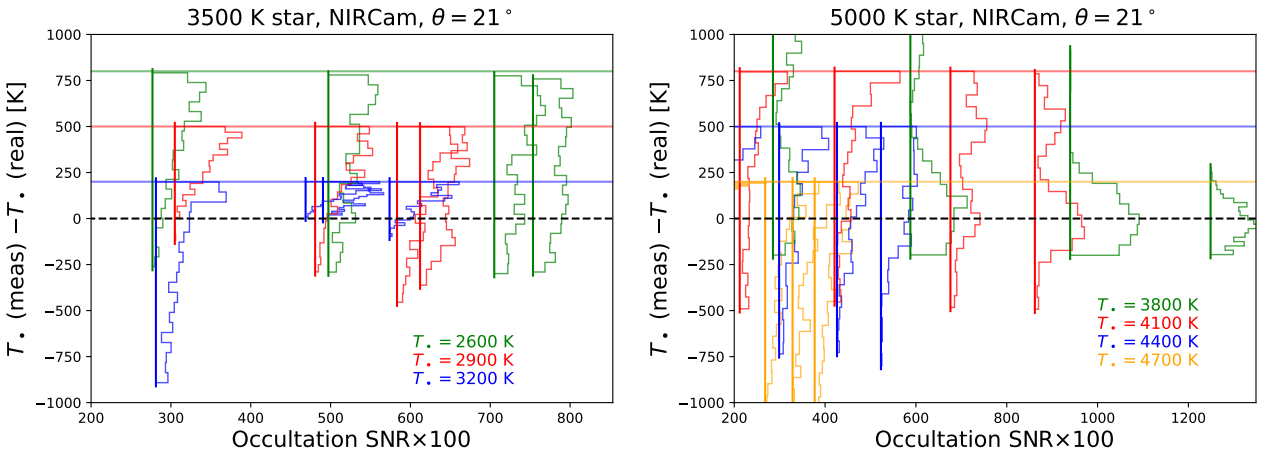 3500 K star, NIRCam, θ = 21°
T• (meas) −T• (real) [K]
1000
750
500
250
0
−250
−500
−750
−1000
T• = 2600 K
T• = 2900 K
T• = 3200 K
200 300 400 500 600 700 800
Occultation SNR×100
5000 K star, NIRCam, θ = 21°
T• (meas) −T• (real) [K]
1000
750
500
250
0
−250
−500
−750
−1000
T• = 3800 K
T• = 4100 K
T• = 4400 K
T• = 4700 K
200 400 600 800 1000 1200
Occultation SNR×100